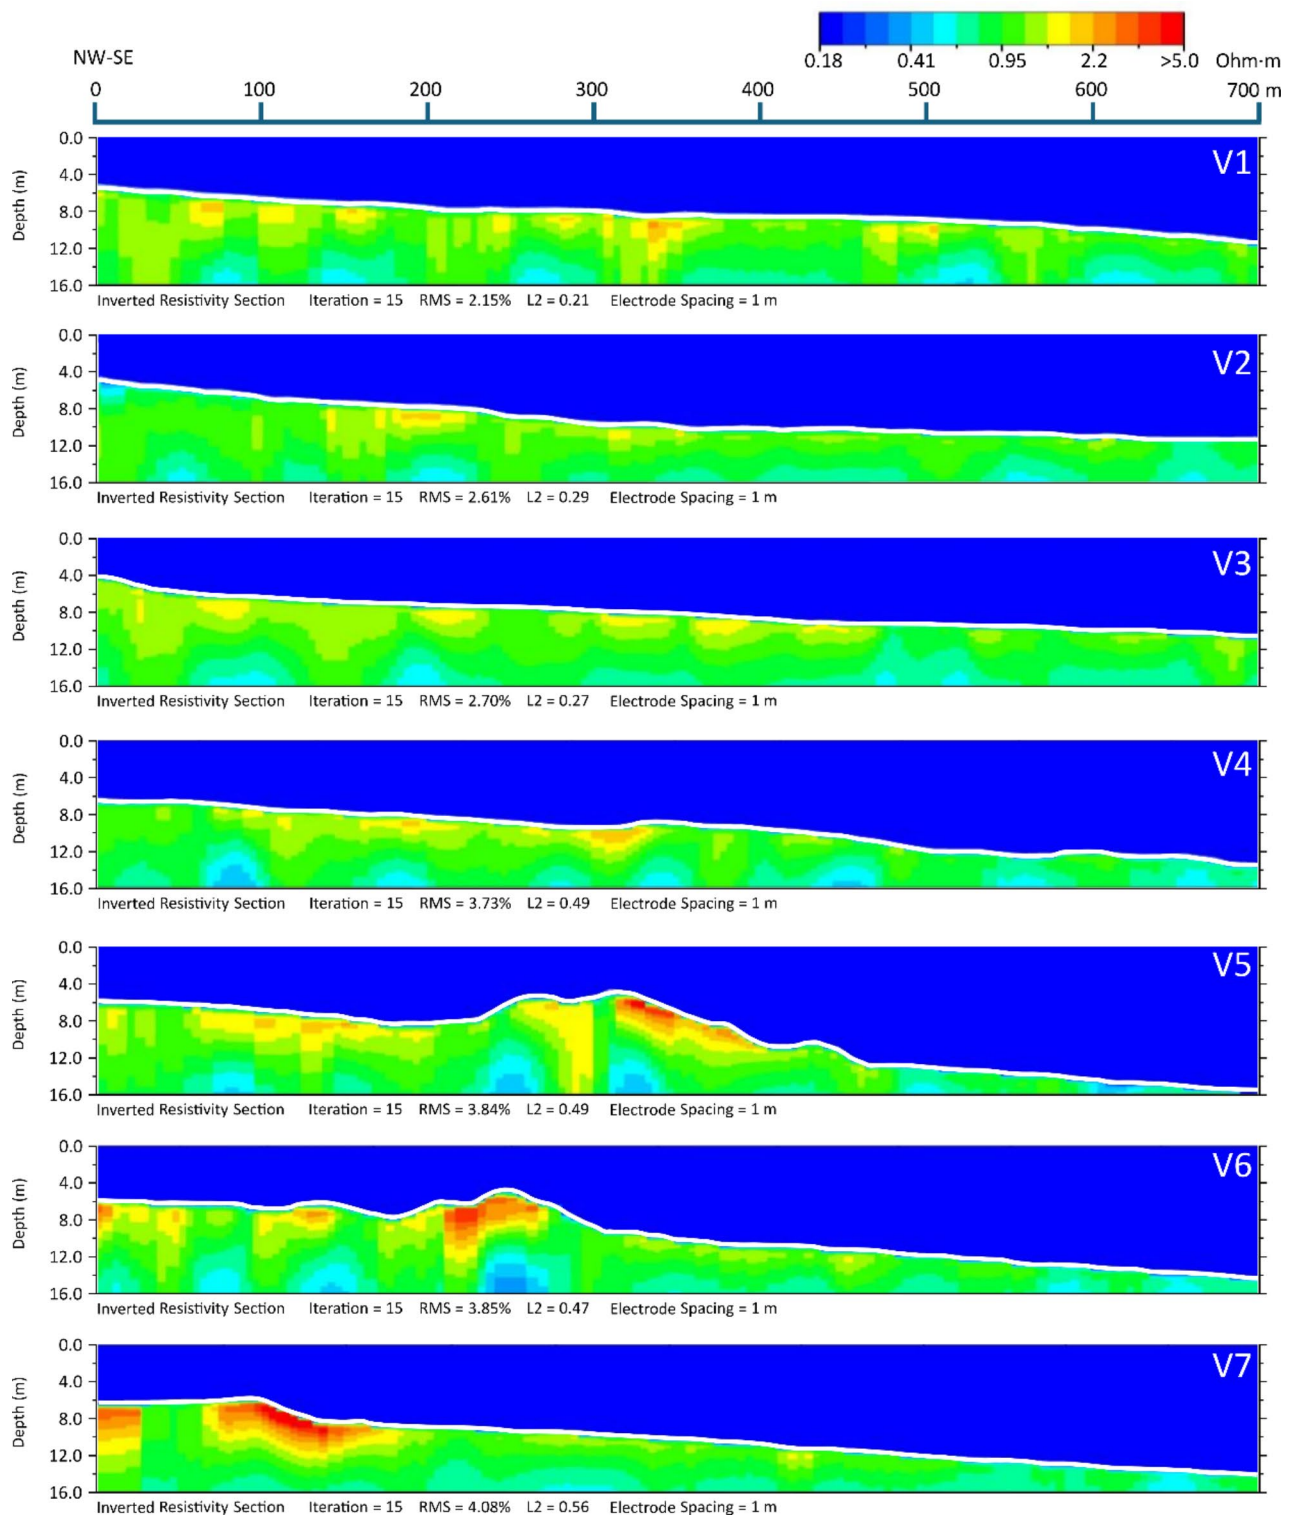 0.18 0.41 0.95 2.2 >5.0 Ohm·m
NW-SE
0 100 200 300 400 500 600 700 m
Depth (m)
0.0
4.0
8.0
12.0
16.0
V1
Inverted Resistivity Section Iteration = 15 RMS = 2.15% L2 = 0.21 Electrode Spacing = 1 m
Depth (m)
0.0
4.0
8.0
12.0
16.0
V2
Inverted Resistivity Section Iteration = 15 RMS = 2.61% L2 = 0.29 Electrode Spacing = 1 m
Depth (m)
0.0
4.0
8.0
12.0
16.0
V3
Inverted Resistivity Section Iteration = 15 RMS = 2.70% L2 = 0.27 Electrode Spacing = 1 m
Depth (m)
0.0
4.0
8.0
12.0
16.0
V4
Inverted Resistivity Section Iteration = 15 RMS = 3.73% L2 = 0.49 Electrode Spacing = 1 m
Depth (m)
0.0
4.0
8.0
12.0
16.0
V5
Inverted Resistivity Section Iteration = 15 RMS = 3.84% L2 = 0.49 Electrode Spacing = 1 m
Depth (m)
0.0
4.0
8.0
12.0
16.0
V6
Inverted Resistivity Section Iteration = 15 RMS = 3.85% L2 = 0.47 Electrode Spacing = 1 m
Depth (m)
0.0
4.0
8.0
12.0
16.0
V7
Inverted Resistivity Section Iteration = 15 RMS = 4.08% L2 = 0.56 Electrode Spacing = 1 m